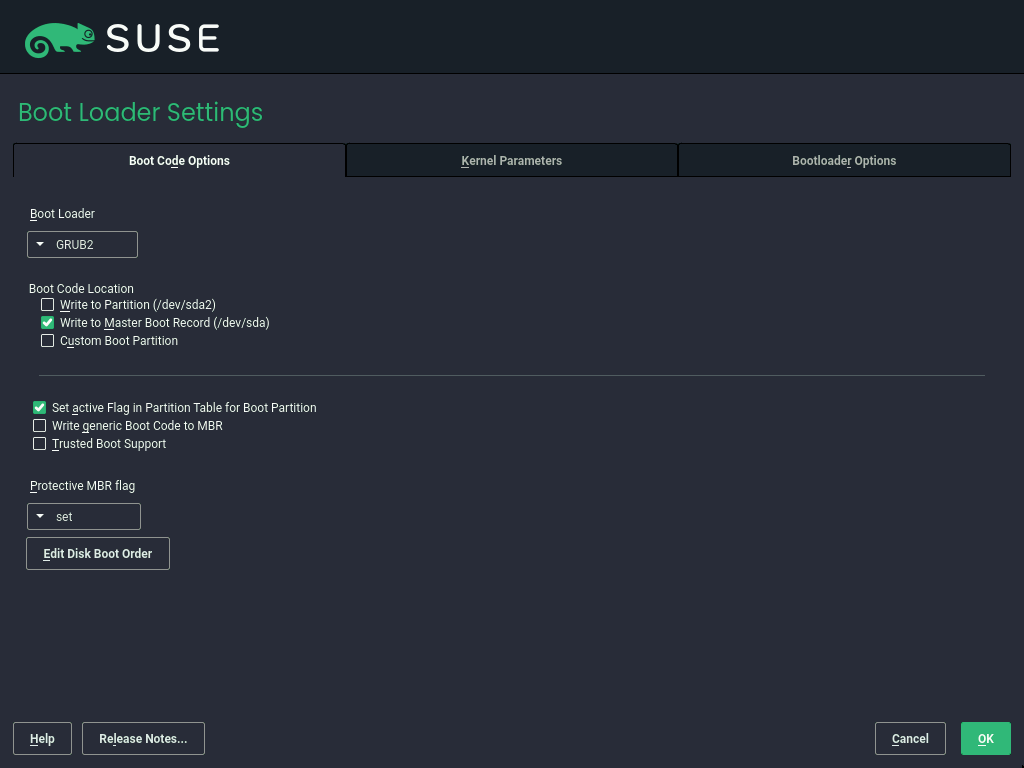 SUSE
Boot Loader Settings
Boot Code Options
Kernel Parameters
Bootloader Options
Boot Loader
GRUB2
Boot Code Location
Write to Partition (/dev/sda2)
Write to Master Boot Record (/dev/sda)
Custom Boot Partition
Set active Flag in Partition Table for Boot Partition
Write generic Boot Code to MBR
Trusted Boot Support
Protective MBR flag
set
Edit Disk Boot Order
Help
Release Notes...
Cancel
OK